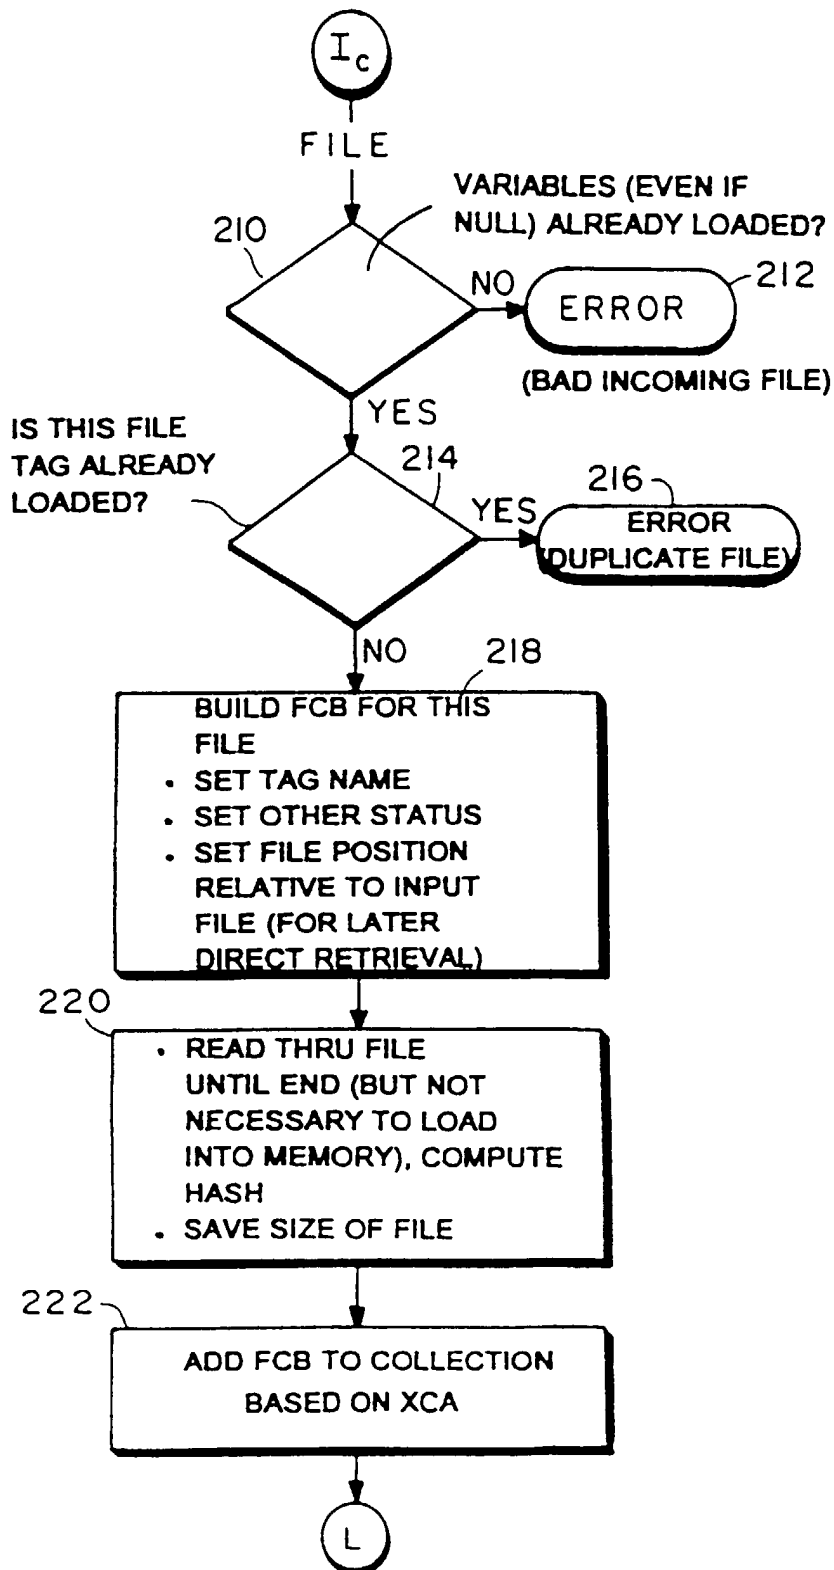 Ic
FILE
VARIABLES (EVEN IF
NULL) ALREADY LOADED?
210
NO
212
ERROR
(BAD INCOMING FILE)
YES
IS THIS FILE
TAG ALREADY
LOADED?
214
YES
216
ERROR
(DUPLICATE FILE)
NO
218
BUILD FCB FOR THIS
FILE
• SET TAG NAME
• SET OTHER STATUS
• SET FILE POSITION
RELATIVE TO INPUT
FILE (FOR LATER
DIRECT RETRIEVAL)
220
• READ THRU FILE
UNTIL END (BUT NOT
NECESSARY TO LOAD
INTO MEMORY), COMPUTE
HASH
• SAVE SIZE OF FILE
222
ADD FCB TO COLLECTION
BASED ON XCA
L